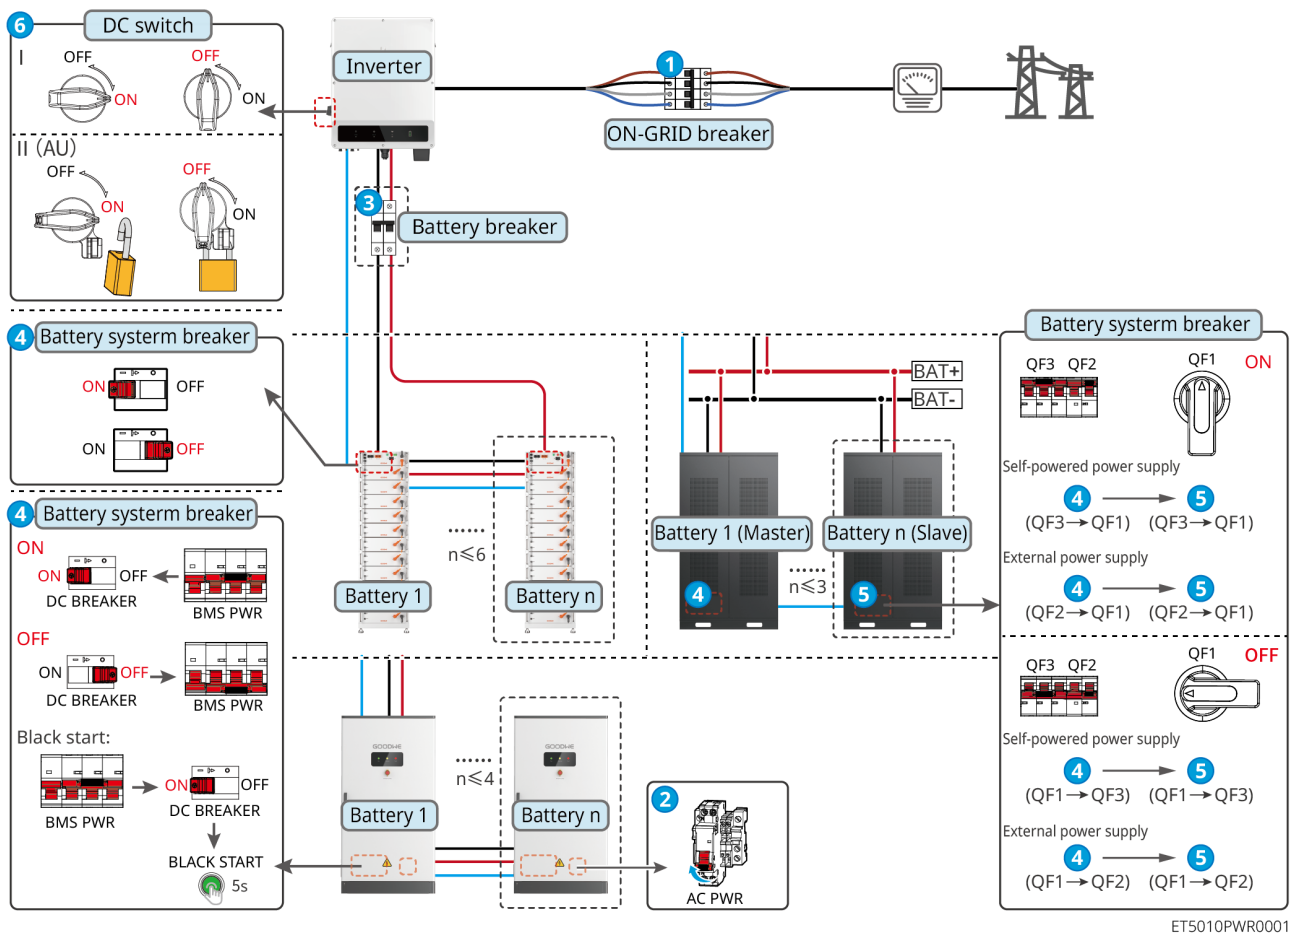 6
DC switch
I
OFF
ON
OFF
ON
II (AU)
OFF
ON
OFF
ON
Inverter
1
ON-GRID breaker
3
Battery breaker
4
Battery systerm breaker
ON
OFF
ON
OFF
4
Battery systerm breaker
ON
ON
OFF
DC BREAKER
BMS PWR
OFF
ON
OFF
DC BREAKER
BMS PWR
Black start:
BMS PWR
ON
OFF
DC BREAKER
BLACK START
5s
Battery 1
......
n≤6
Battery n
BAT+
BAT-
Battery 1 (Master)
Battery n (Slave)
......
n≤3
4
5
GOODWE
GOODWE
......
n≤4
Battery 1
Battery n
2
AC PWR
Battery systerm breaker
QF3
QF2
QF1
ON
Self-powered power supply
4 → 5
(QF3→QF1) (QF3→QF1)
External power supply
4 → 5
(QF2→QF1) (QF2→QF1)
QF3
QF2
QF1
OFF
Self-powered power supply
4 → 5
(QF1→QF3) (QF1→QF3)
External power supply
4 → 5
(QF1→QF2) (QF1→QF2)
ET5010PWR0001